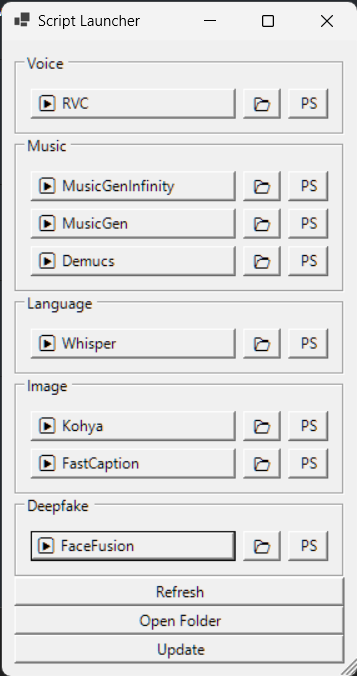 Script Launcher
Voice
RVC PS
Music
MusicGenInfinity PS
MusicGen PS
Demucs PS
Language
Whisper PS
Image
Kohya PS
FastCaption PS
Deepfake
FaceFusion PS
Refresh
Open Folder
Update